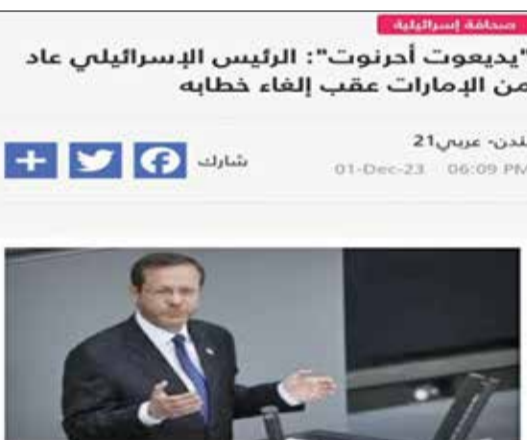 صحافة إسرائيلية
"يديعوت أحرنوت": الرئيس الإسرائيلي عاد
من الإمارات عقب إلغاء خطابه
لندن- عربي21
01-Dec-23 06:09 PM
شارك